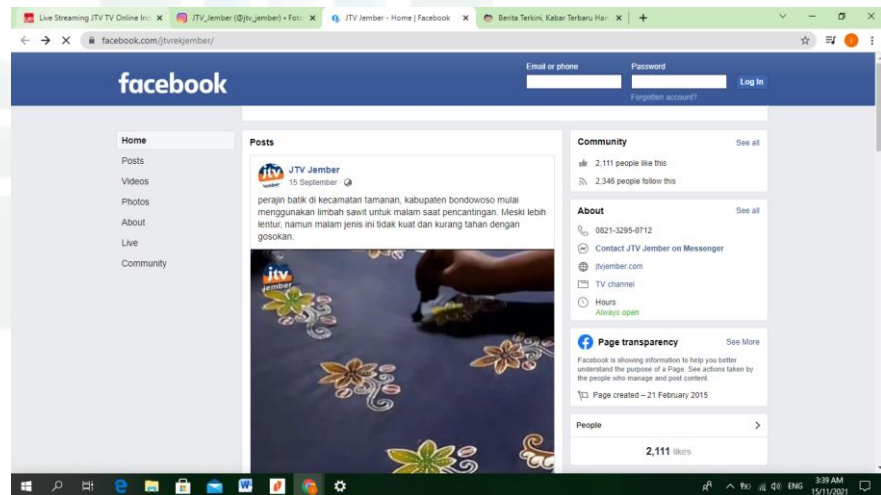 Live Streaming JTV TV Online Ind
JTV_Jember (@jtv_jember) • Foto
JTV Jember - Home | Facebook
Berita Terkini, Kabar Terbaru Hari
facebook.com/jtvrekjember/
facebook
Email or phone
Password
Log In
Forgotten account?
Home
Posts
Videos
Photos
About
Live
Community
Posts
JTV Jember
15 September
perajin batik di kecamatan tamanan, kabupaten bondowoso mulai
menggunakan limbah sawit untuk malam saat pencantingan. Meski lebih
lentur, namun malam jenis ini tidak kuat dan kurang tahan dengan
gosokan.
jtv
jember
Community
See all
2,111 people like this
2,346 people follow this
About
See all
0821-3295-0712
Contact JTV Jember on Messenger
jtvjember.com
TV channel
Hours
Always open
Page transparency
See More
Facebook is showing information to help you better
understand the purpose of a Page. See actions taken by
the people who manage and post content.
Page created – 21 February 2015
People
2,111 likes
ENG
3:39 AM
15/11/2021